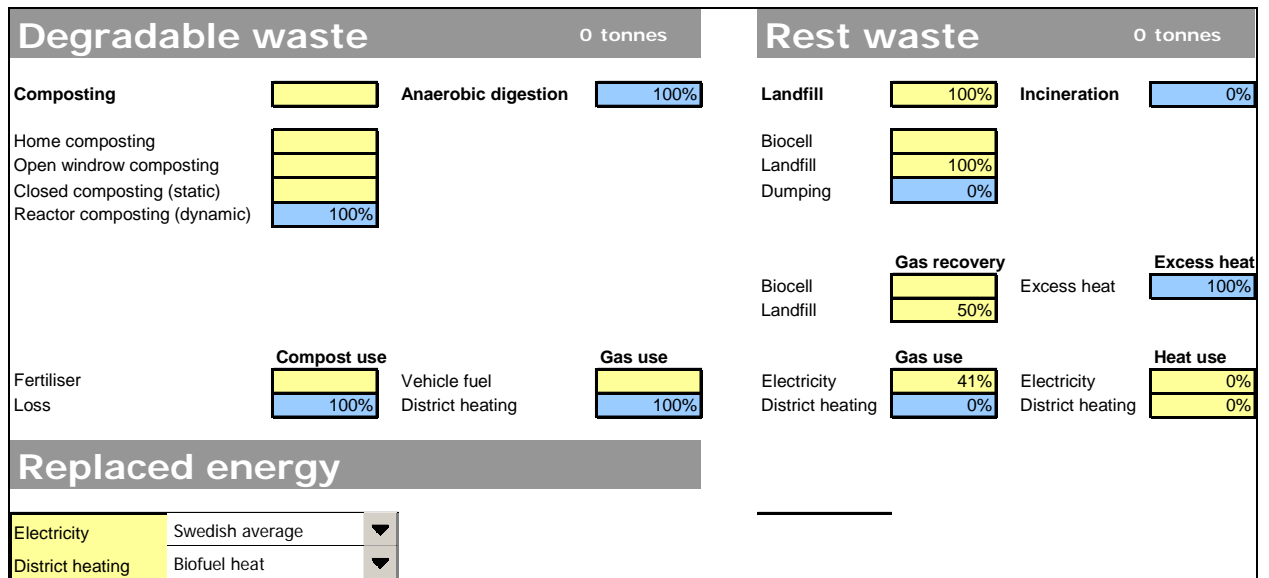 Degradable waste 0 tonnes Rest waste 0 tonnes
Composting Anaerobic digestion 100% Landfill 100% Incineration 0%
Home composting Biocell
Open windrow composting Landfill 100%
Closed composting (static) Dumping 0%
Reactor composting (dynamic) 100%
Gas recovery Excess heat
Biocell Excess heat 100%
Landfill 50%
Compost use Gas use Gas use Heat use
Fertiliser Vehicle fuel Electricity 41% Electricity 0%
Loss 100% District heating 100% District heating 0% District heating 0%
Replaced energy
Electricity Swedish average
District heating Biofuel heat